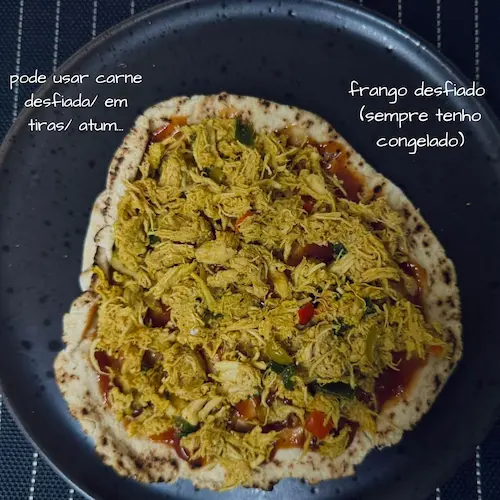 pode usar carne
desfiada/ em
tiras/ atum...
frango desfiado
(sempre tenho
congelado)